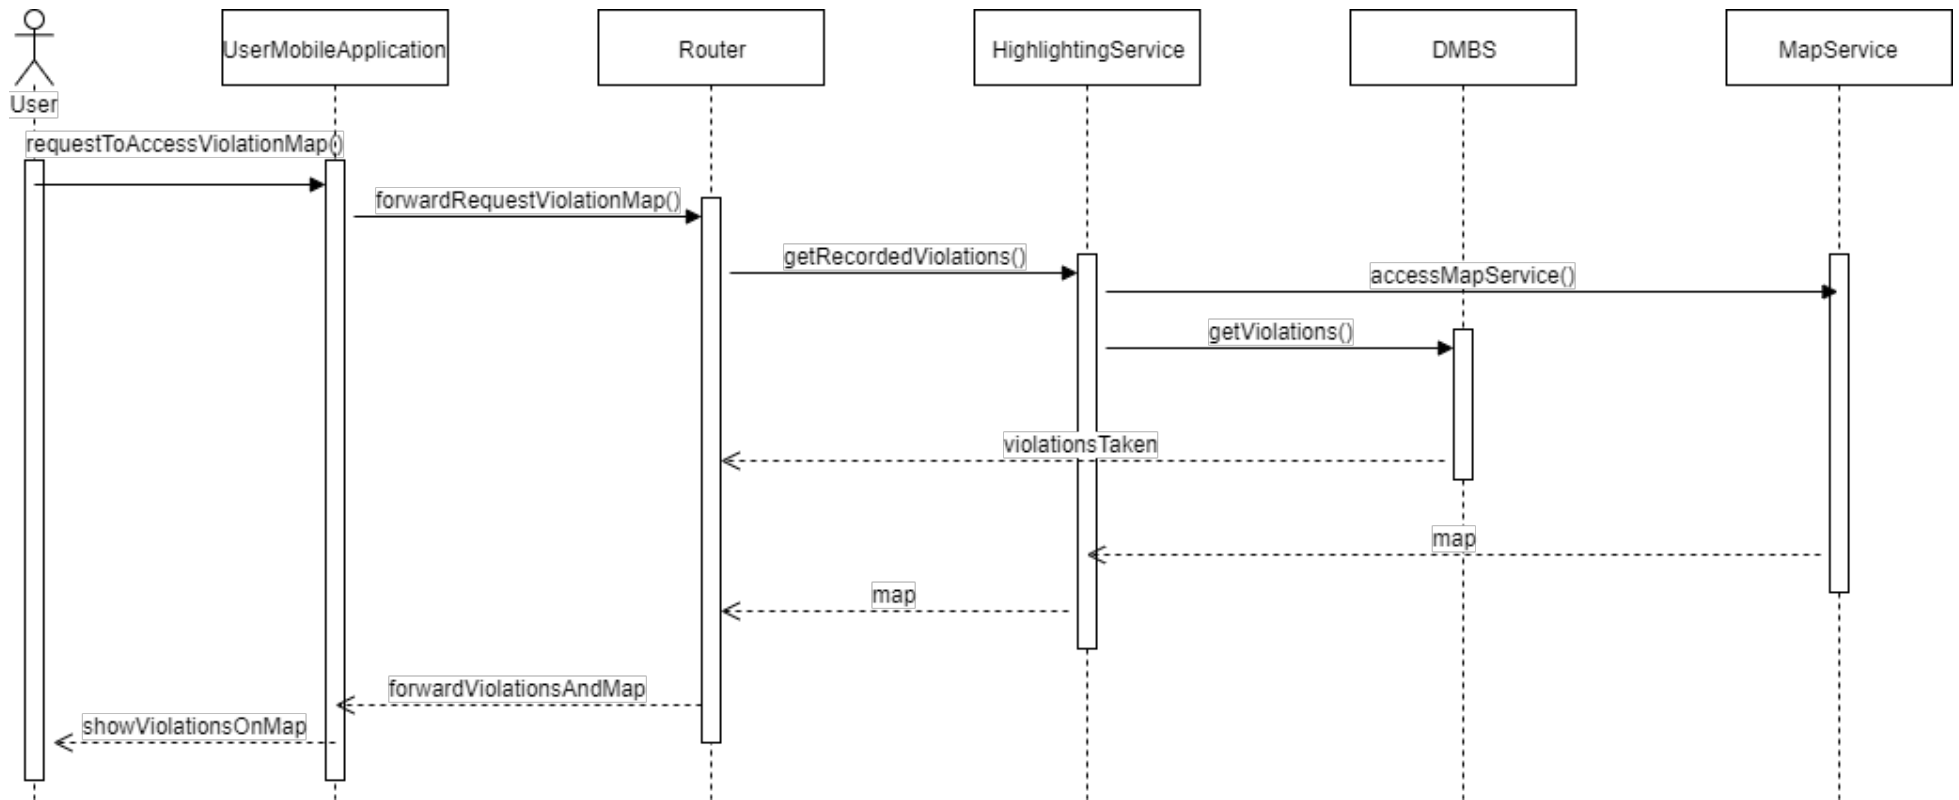 UserMobileApplication
Router
HighlightingService
DMBS
MapService
User
requestToAccessViolationMap()
forwardRequestViolationMap()
getRecordedViolations()
accessMapService()
getViolations()
violationsTaken
map
map
forwardViolationsAndMap
showViolationsOnMap